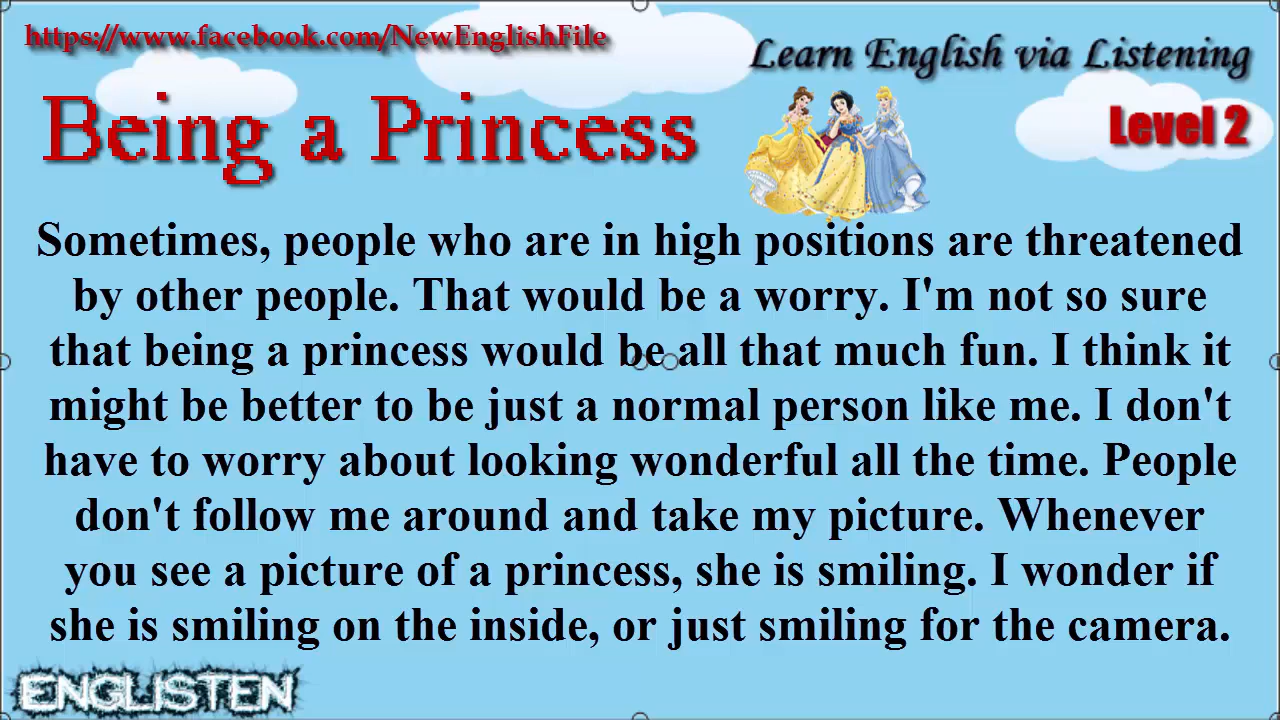 https://www.facebook.com/NewEnglishFile
Learn English via Listening
Being a Princess
Level 2
Sometimes, people who are in high positions are threatened
by other people. That would be a worry. I'm not so sure
that being a princess would be all that much fun. I think it
might be better to be just a normal person like me. I don't
have to worry about looking wonderful all the time. People
don't follow me around and take my picture. Whenever
you see a picture of a princess, she is smiling. I wonder if
she is smiling on the inside, or just smiling for the camera.
ENGLISTEN